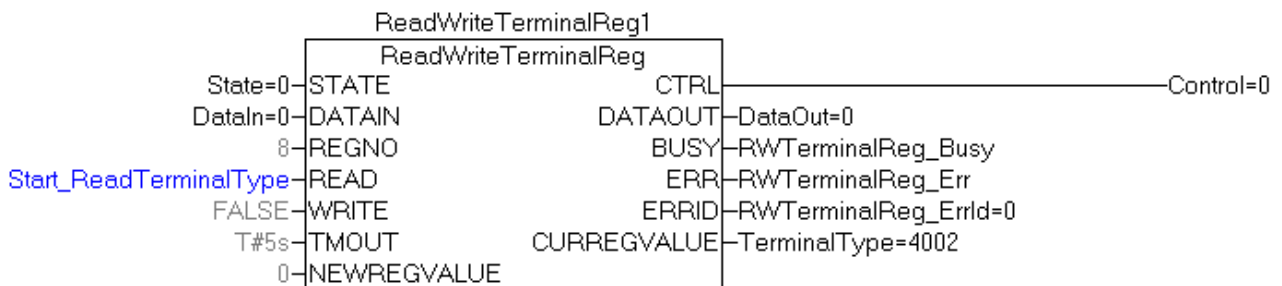 ReadWriteTerminalReg1
ReadWriteTerminalReg
State=0 STATE CTRL Control=0
DataIn=0 DATAIN DATAOUT DataOut=0
8 REGNO BUSY RWTerminalReg_Busy
Start_ReadTerminalType READ ERR RWTerminalReg_Err
FALSE WRITE ERRID RWTerminalReg_ErrId=0
T#5s TMOUT CURREGVALUE TerminalType=4002
0 NEWREGVALUE